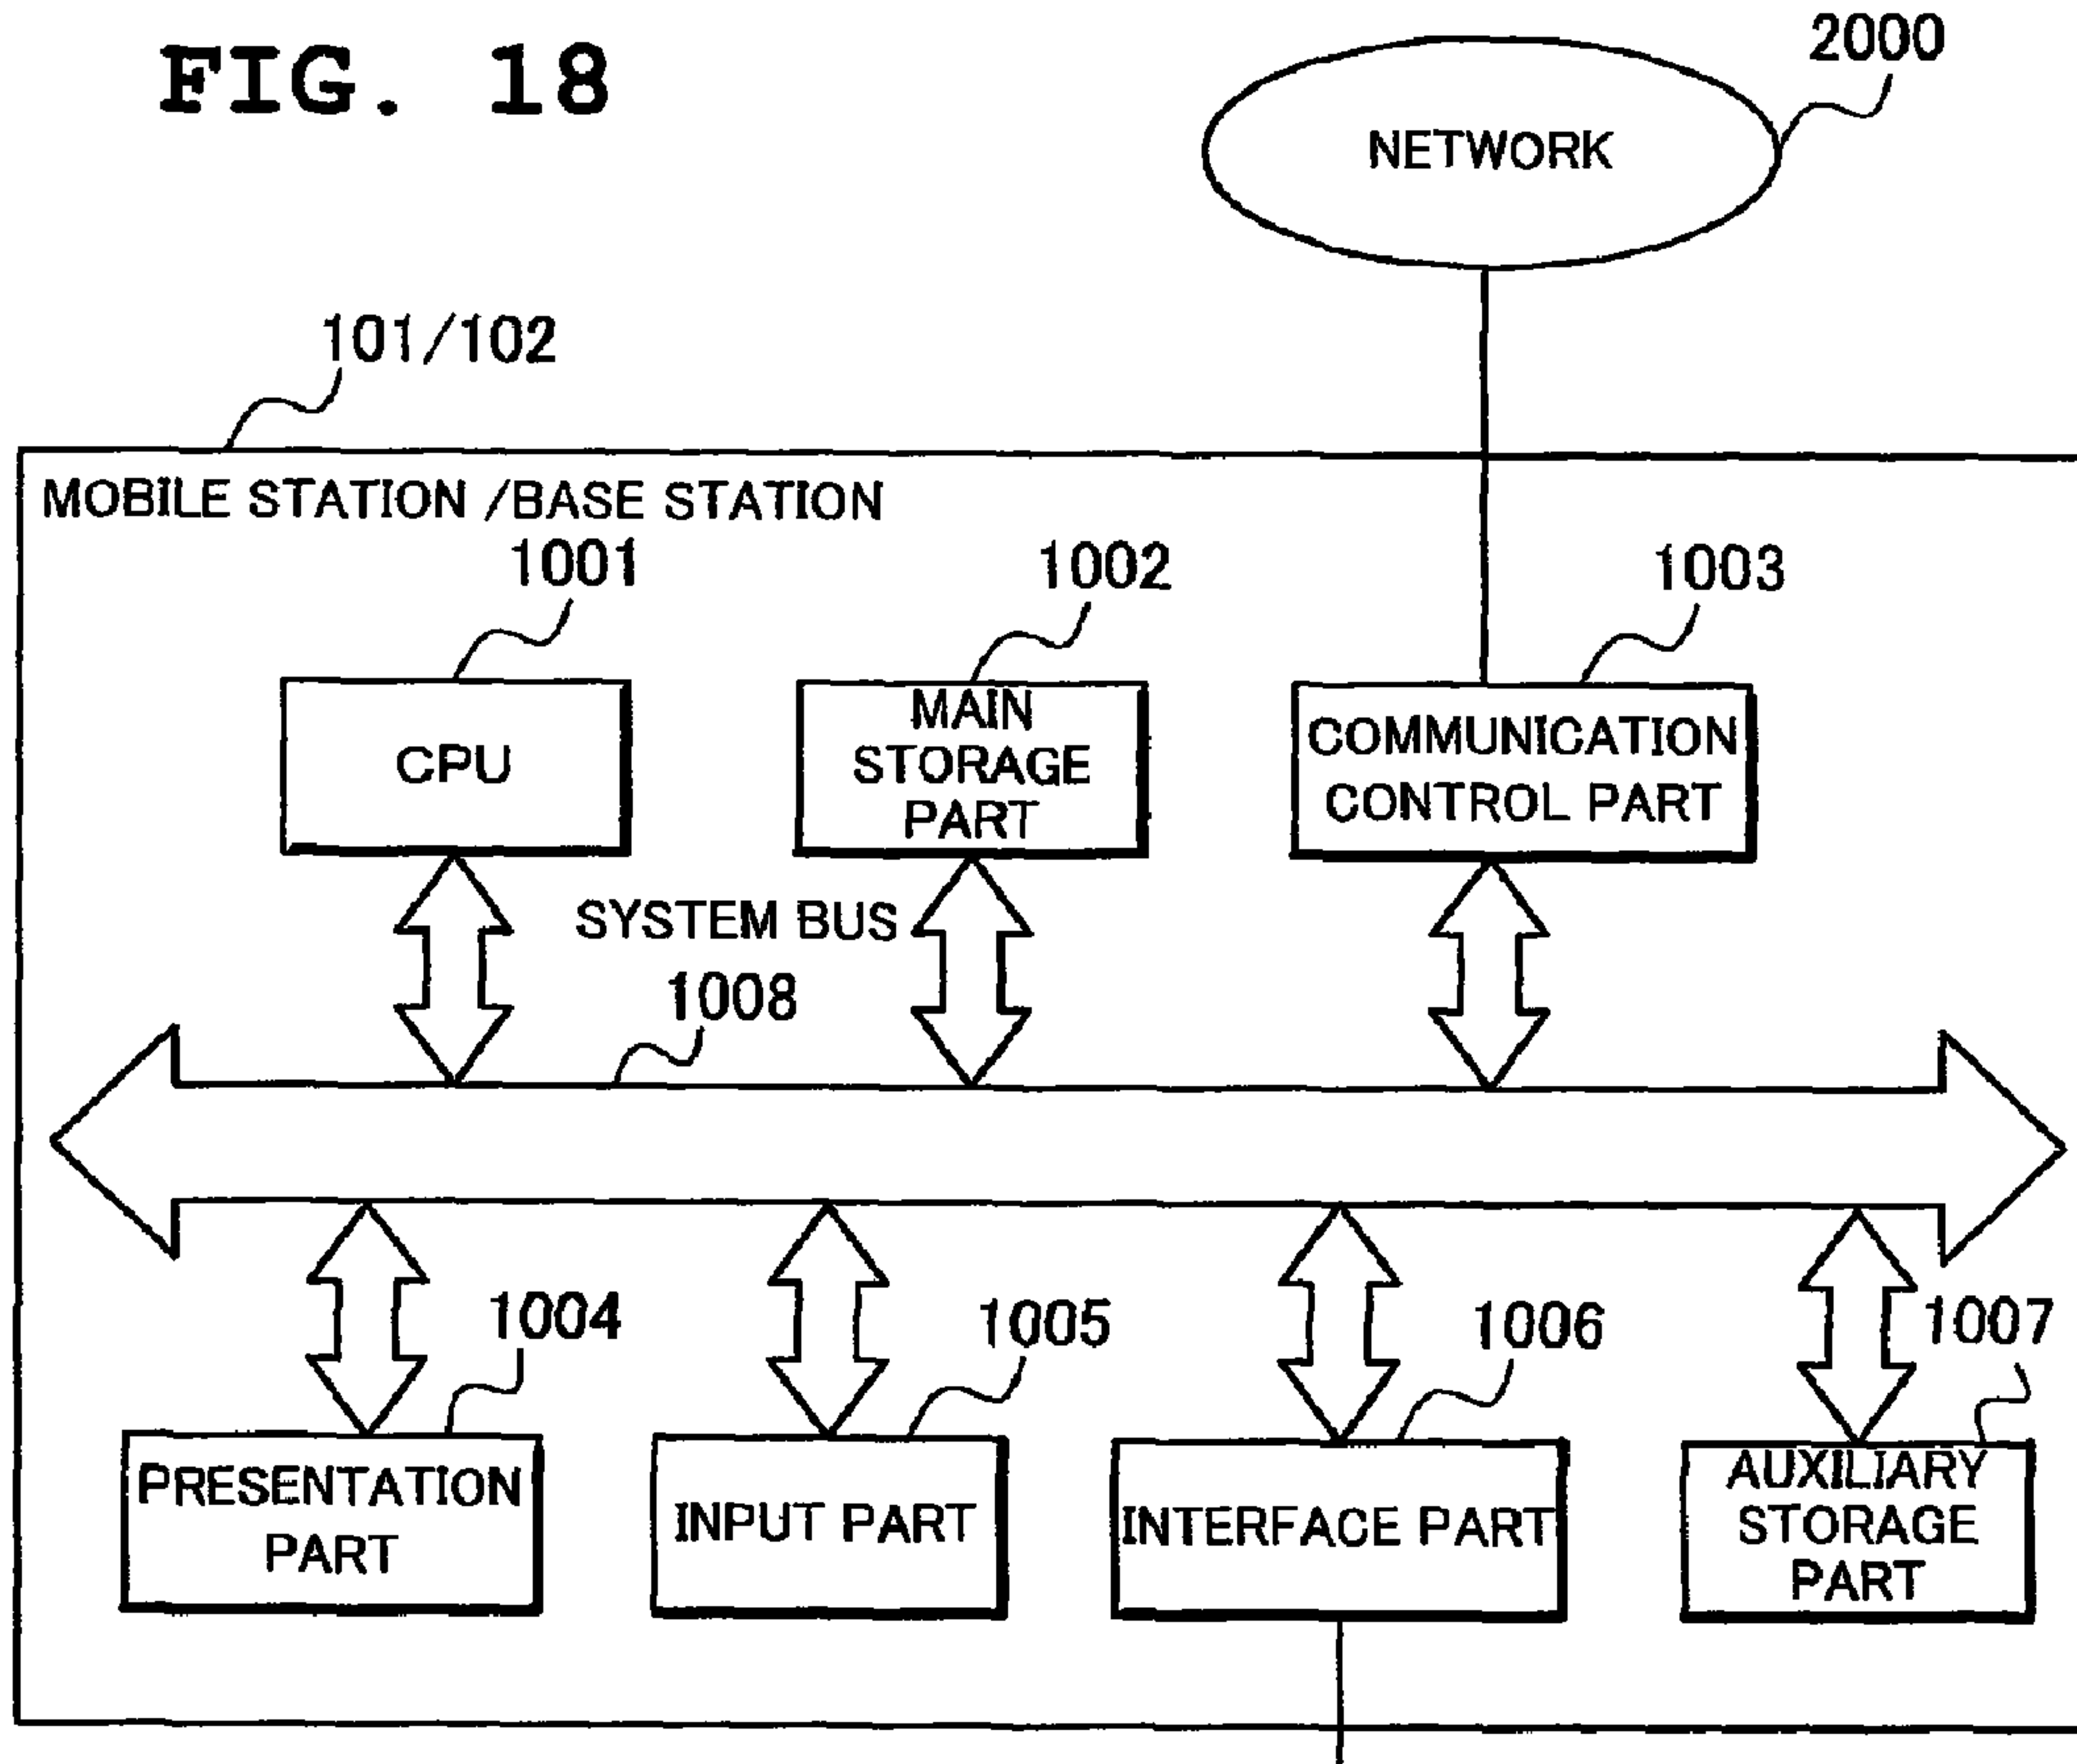 FIG. 18
2000
NETWORK
101/102
MOBILE STATION /BASE STATION
1001
1002
1003
CPU
MAIN
STORAGE
PART
COMMUNICATION
CONTROL PART
SYSTEM BUS
1008
1004
1005
1006
1007
PRESENTATION
PART
INPUT PART
INTERFACE PART
AUXILIARY
STORAGE
PART